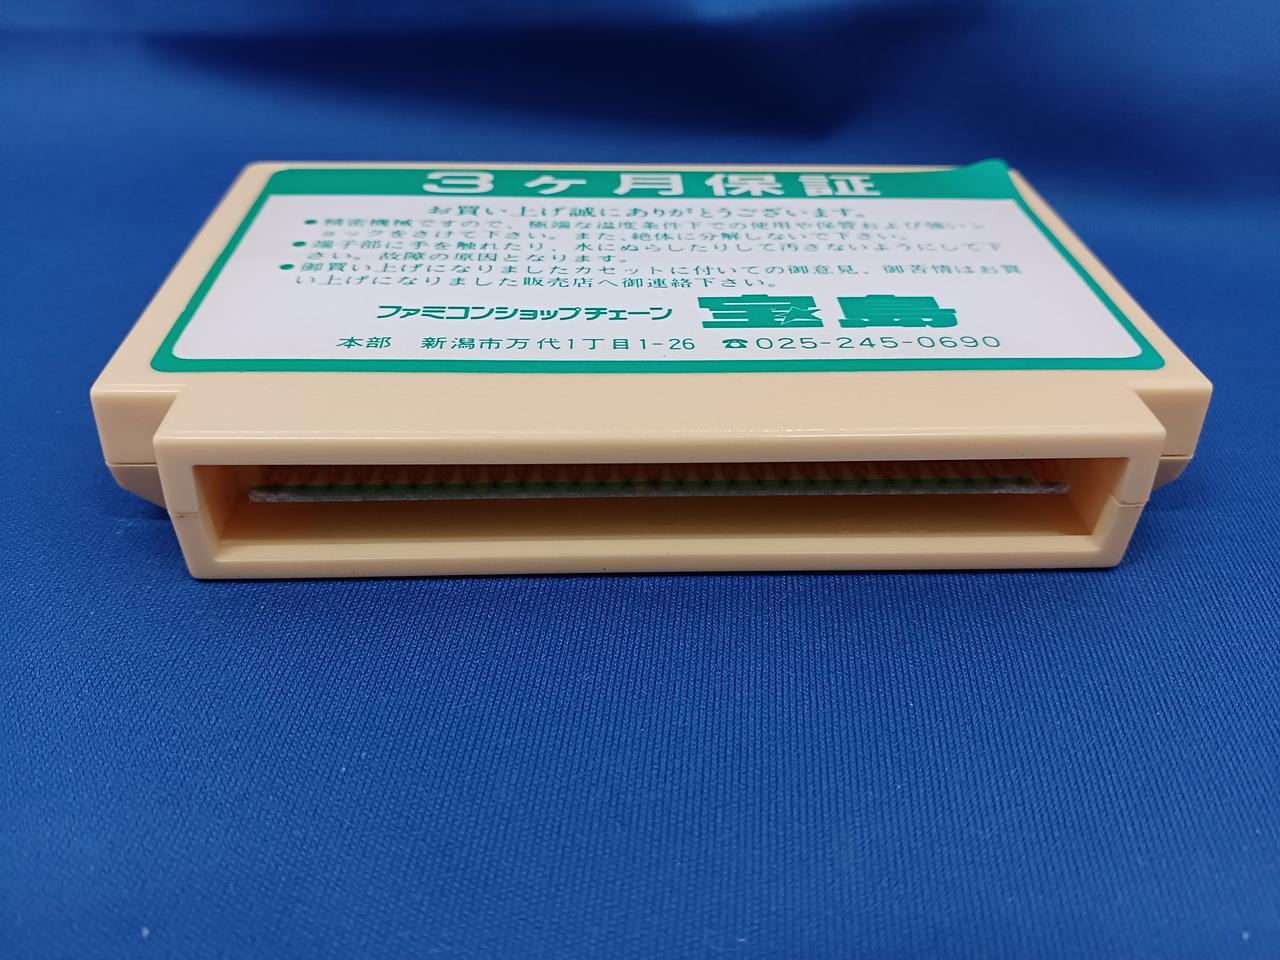 3ヶ月保証
お買い上げ誠にありがとうございます。
●精密機械ですので、極端な温度条件下での使用や保管および強いシ
ョックをさけて下さい。また、絶体に分解しないで下さい。
●端子部に手を触れたり、水にぬらしたりして汚さないようにして下
さい。故障の原因となります。
●御買い上げになりましたカセットに付いての御意見、御苦情はお買
い上げになりました販売店へ御連絡下さい。
ファミコンショップチェーン 宝島
本部 新潟市万代1丁目1-26 ☎025-245-0690